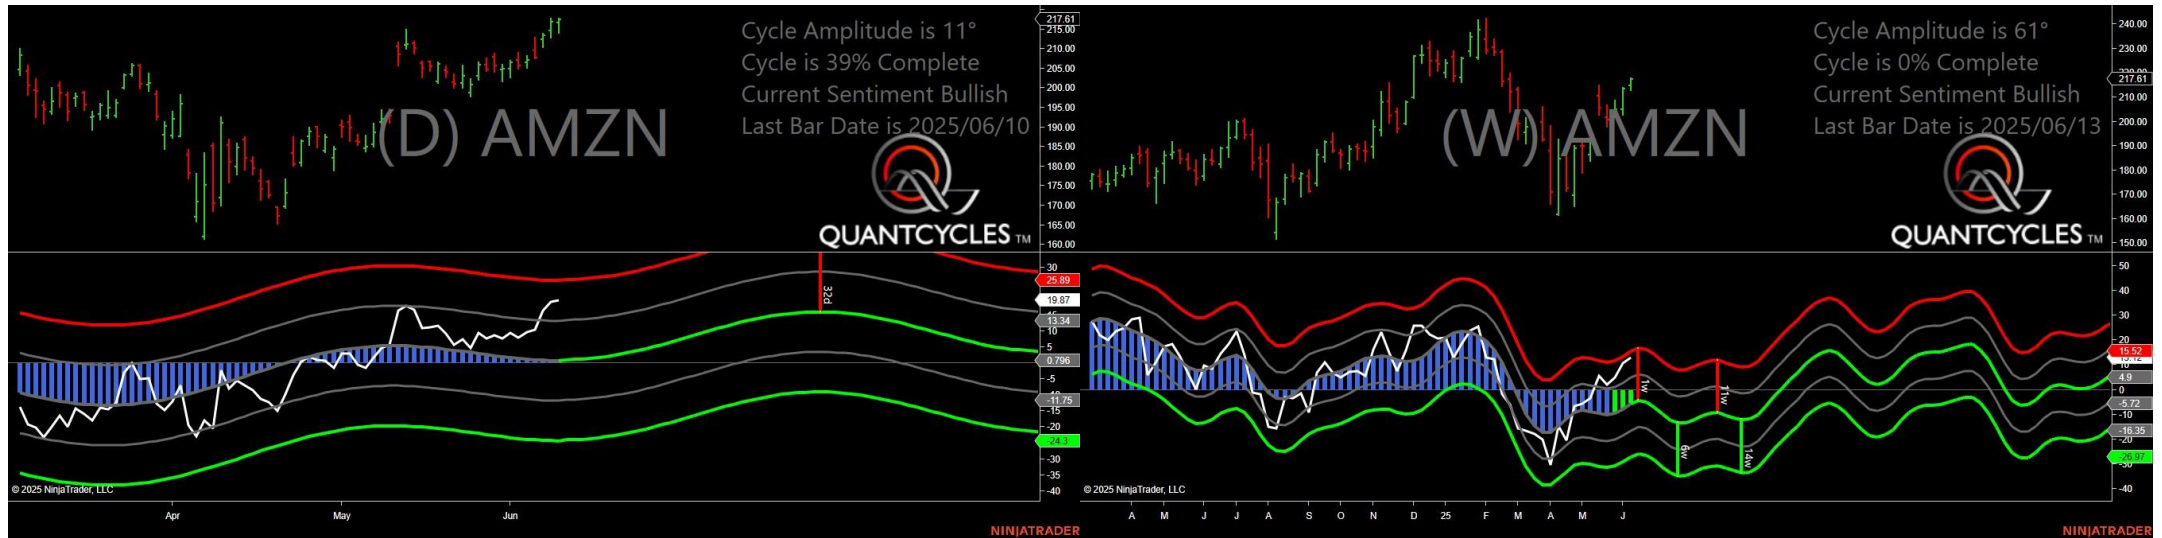 Cycle Amplitude is 11°
Cycle is 39% Complete
Current Sentiment Bullish
Last Bar Date is 2025/06/10
(D) AMZN
QUANTCYCLES TM
217.61
215.00
210.00
205.00
200.00
195.00
190.00
185.00
180.00
175.00
170.00
165.00
160.00
32d
30
25.89
19.87
13.34
10
5
0.796
-5
-11.75
-15
-20
-24.3
-30
-35
-40
© 2025 NinjaTrader, LLC
Apr May Jun
NINJATRADER
Cycle Amplitude is 61°
Cycle is 0% Complete
Current Sentiment Bullish
Last Bar Date is 2025/06/13
(W) AMZN
QUANTCYCLES TM
240.00
230.00
217.61
210.00
200.00
190.00
180.00
170.00
160.00
150.00
1w
11w
6w
14w
50
40
30
20
15.52
4.9
0
-5.72
-10
-16.35
-20
-26.97
-40
© 2025 NinjaTrader, LLC
A M J J A S O N D 25 F M A M J
NINJATRADER